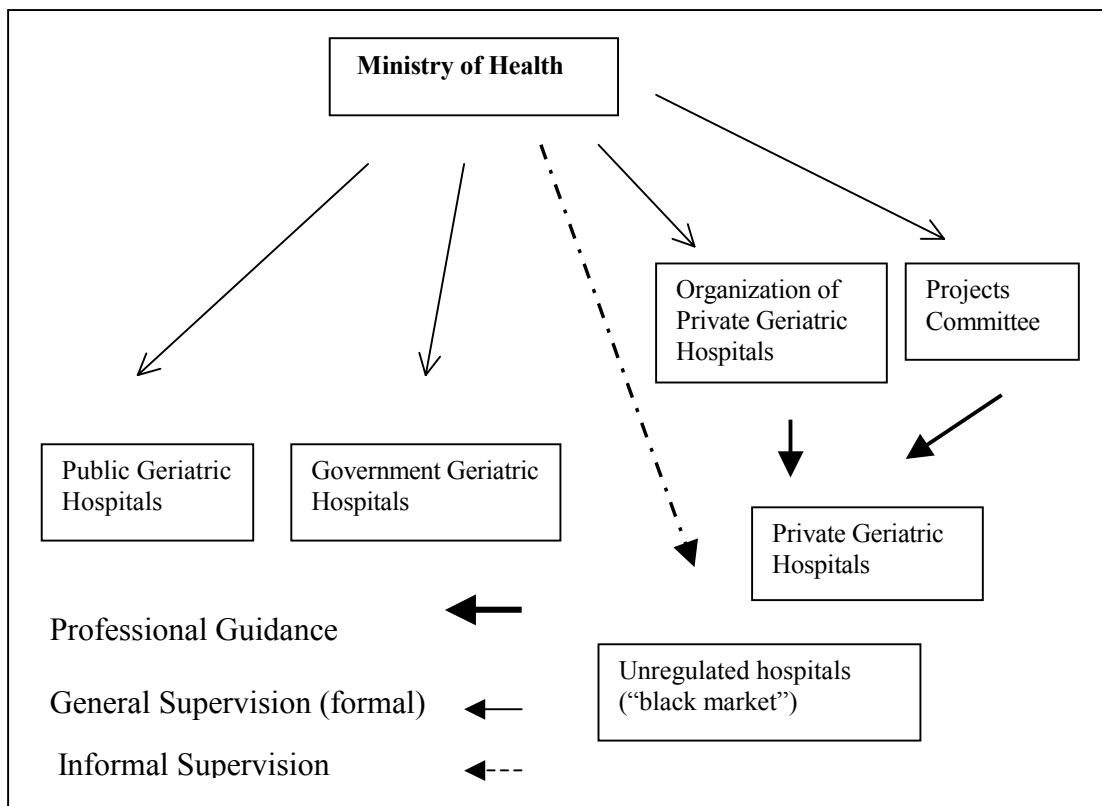 Ministry of Health
Organization of
Private Geriatric
Hospitals
Projects
Committee
Public Geriatric
Hospitals
Government Geriatric
Hospitals
Private Geriatric
Hospitals
Professional Guidance
Unregulated hospitals
(“black market”)
General Supervision (formal)
Informal Supervision